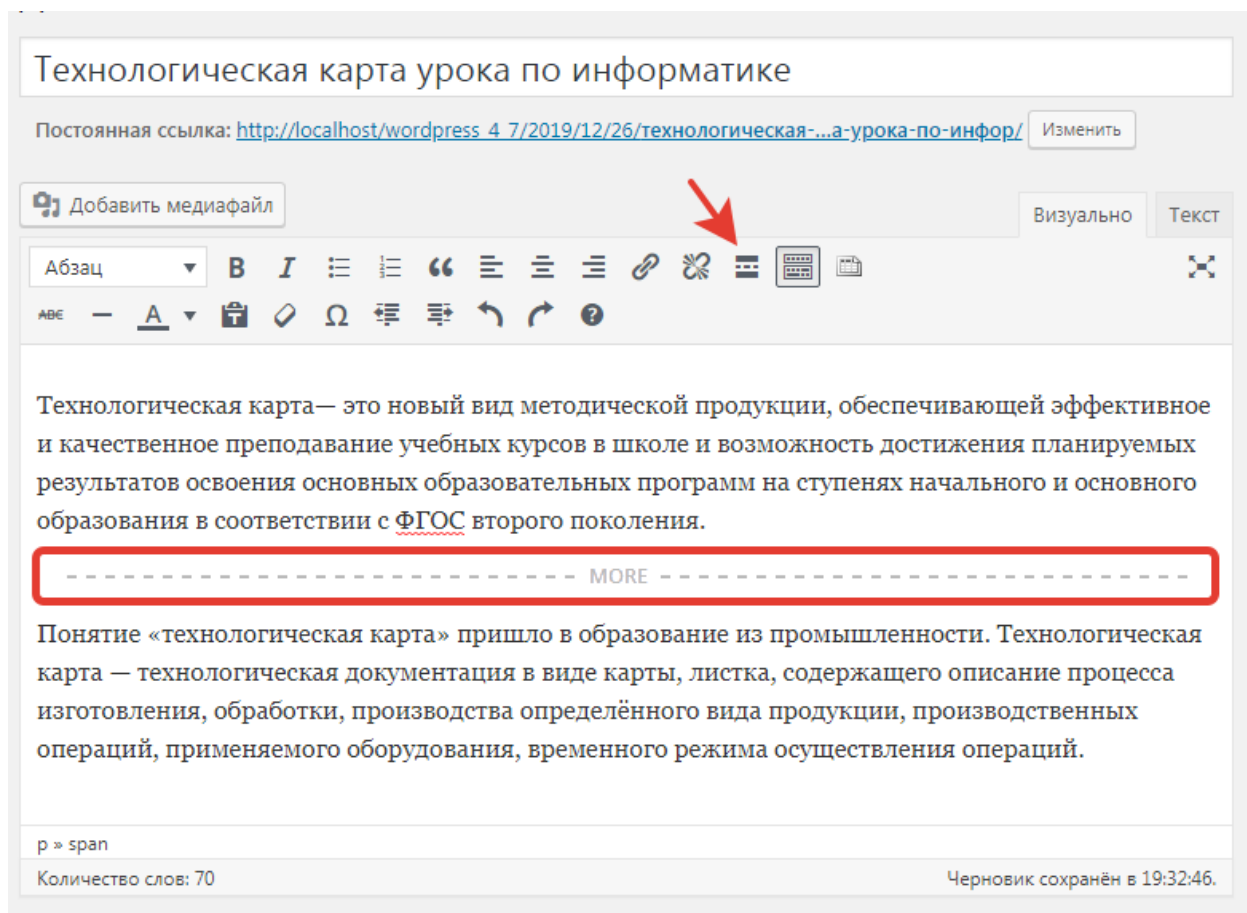 Технологическая карта урока по информатике
Постоянная ссылка: http://localhost/wordpress_4_7/2019/12/26/технологическая-...а-урока-по-инфор/ Изменить
Добавить медиафайл
Визуально Текст
Абзац B I
ABC A T Ω ?
Технологическая карта— это новый вид методической продукции, обеспечивающей эффективное
и качественное преподавание учебных курсов в школе и возможность достижения планируемых
результатов освоения основных образовательных программ на ступенях начального и основного
образования в соответствии с ФГОС второго поколения.
MORE
Понятие «технологическая карта» пришло в образование из промышленности. Технологическая
карта — технологическая документация в виде карты, листка, содержащего описание процесса
изготовления, обработки, производства определённого вида продукции, производственных
операций, применяемого оборудования, временного режима осуществления операций.
p » span
Количество слов: 70 Черновик сохранён в 19:32:46.